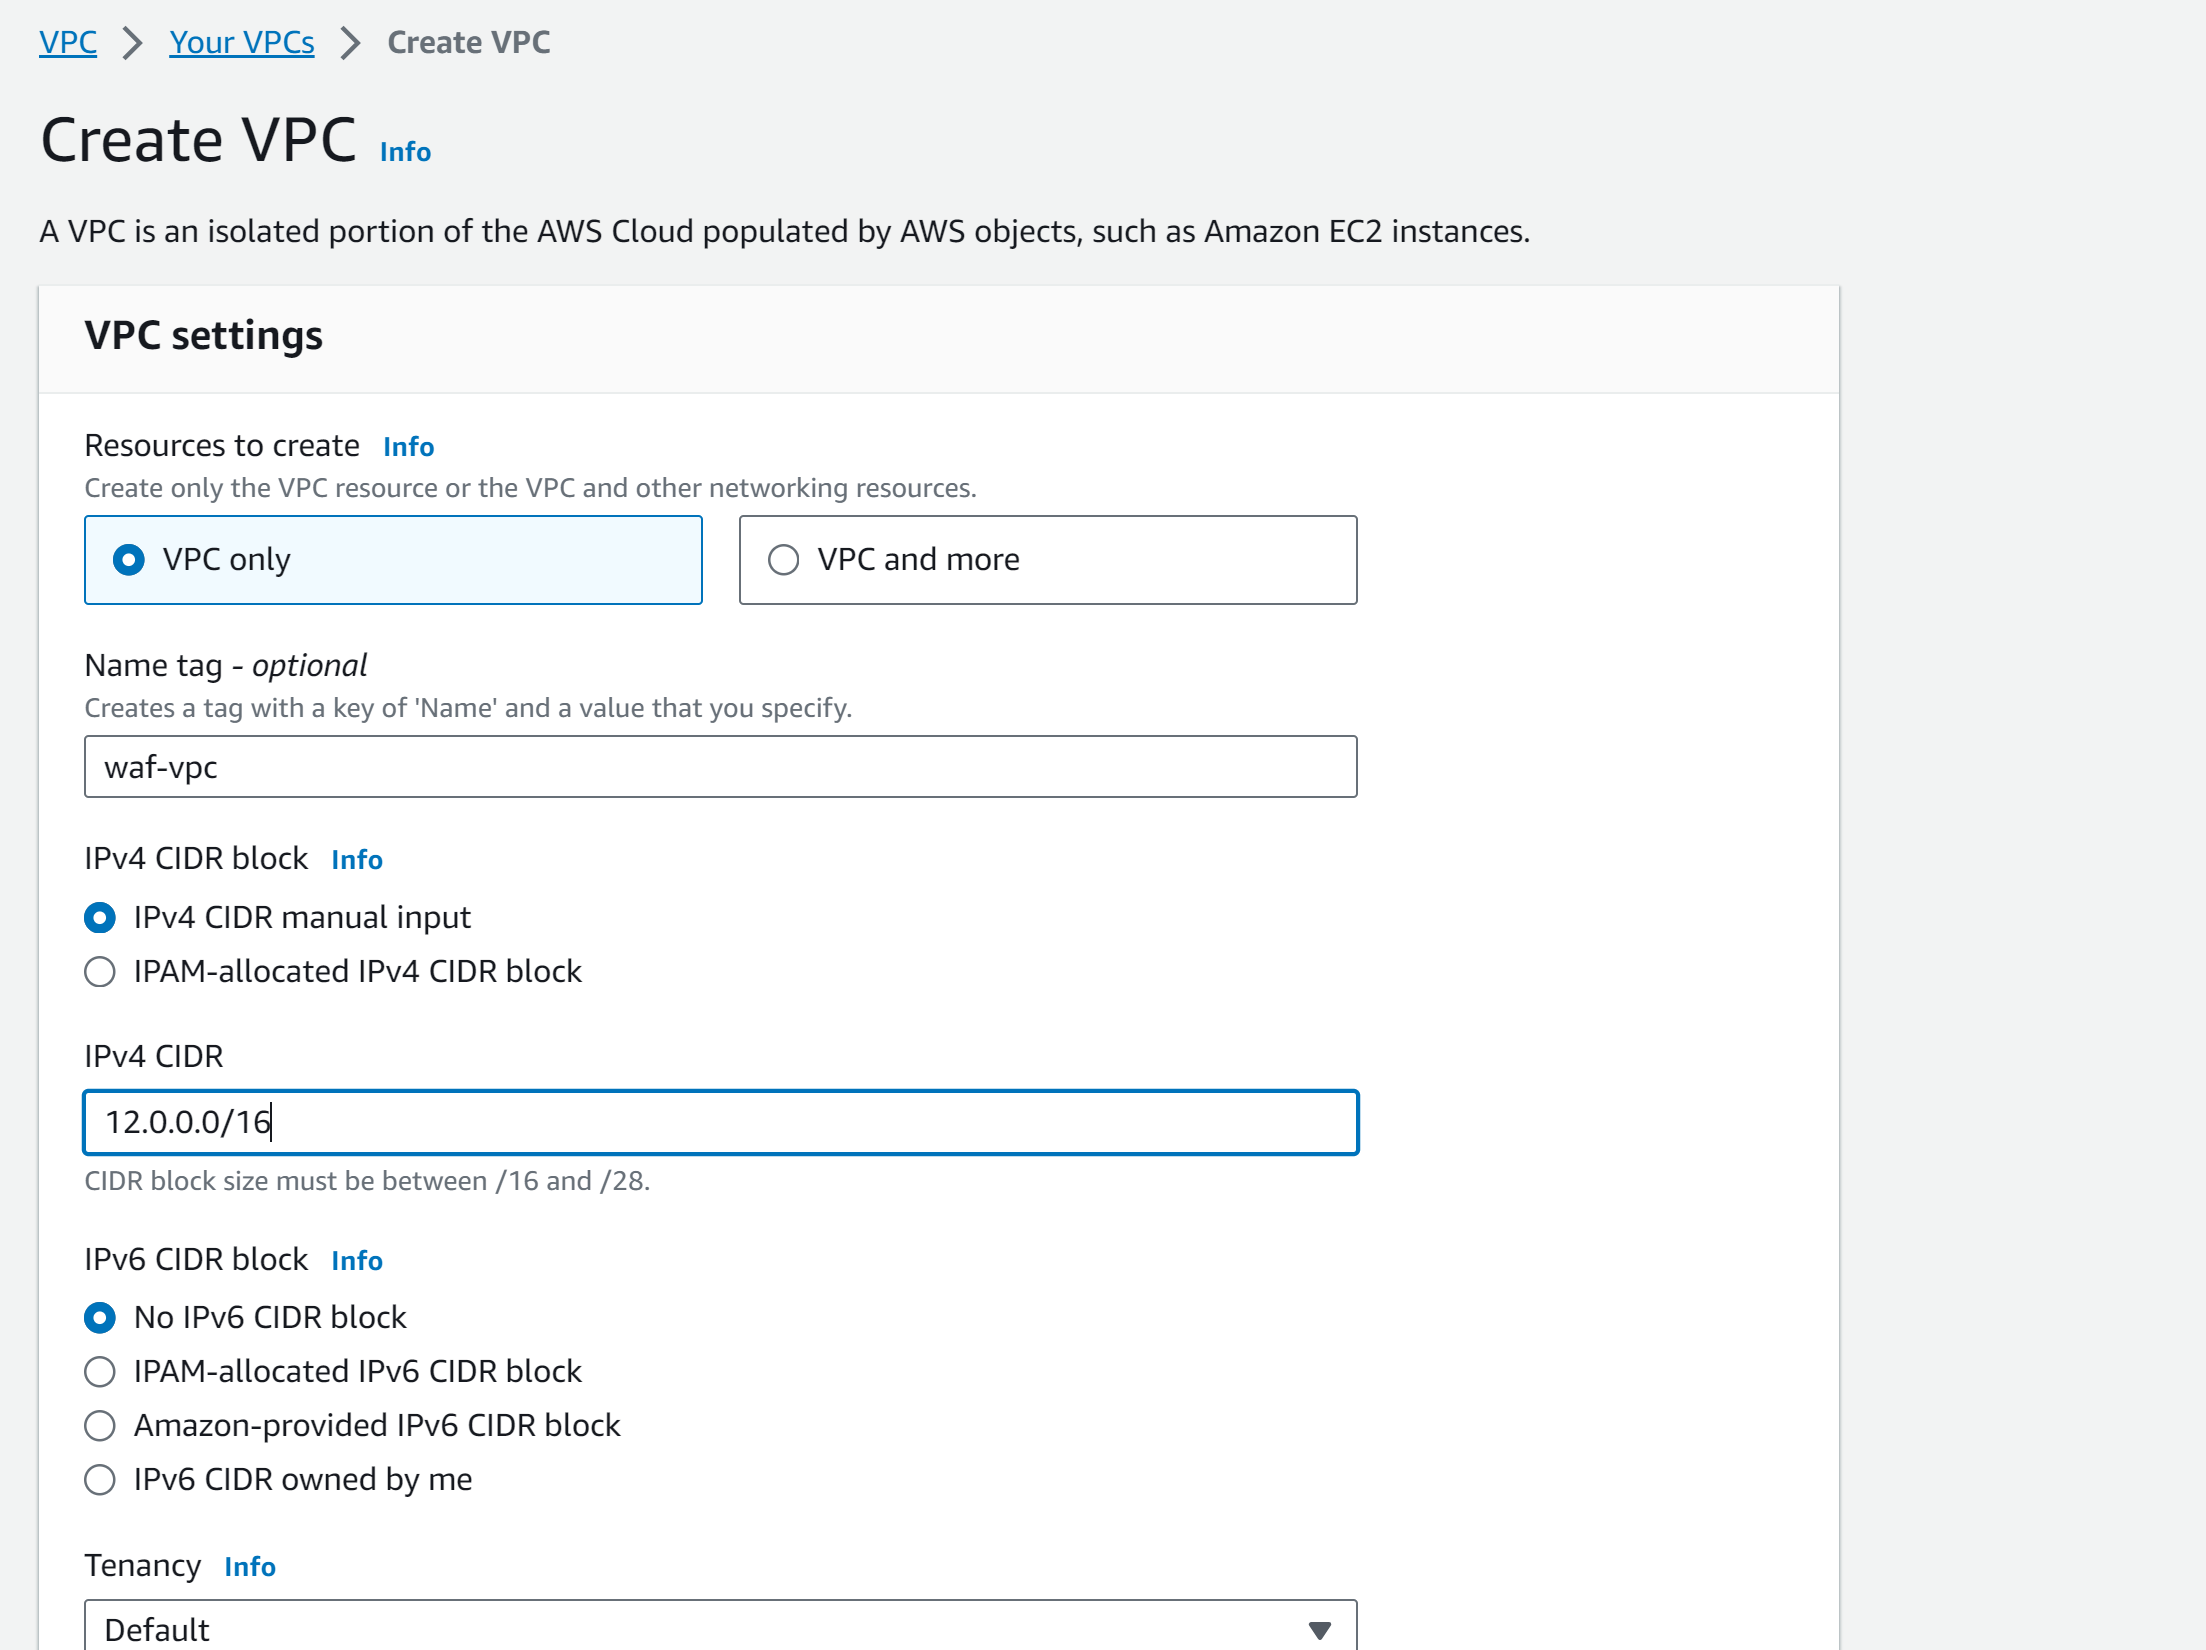 VPC > Your VPCs > Create VPC
Create VPC Info
A VPC is an isolated portion of the AWS Cloud populated by AWS objects, such as Amazon EC2 instances.
VPC settings
Resources to create Info
Create only the VPC resource or the VPC and other networking resources.
VPC only VPC and more
Name tag - optional
Creates a tag with a key of 'Name' and a value that you specify.
waf-vpc
IPv4 CIDR block Info
IPv4 CIDR manual input
IPAM-allocated IPv4 CIDR block
IPv4 CIDR
12.0.0.0/16
CIDR block size must be between /16 and /28.
IPv6 CIDR block Info
No IPv6 CIDR block
IPAM-allocated IPv6 CIDR block
Amazon-provided IPv6 CIDR block
IPv6 CIDR owned by me
Tenancy Info
Default